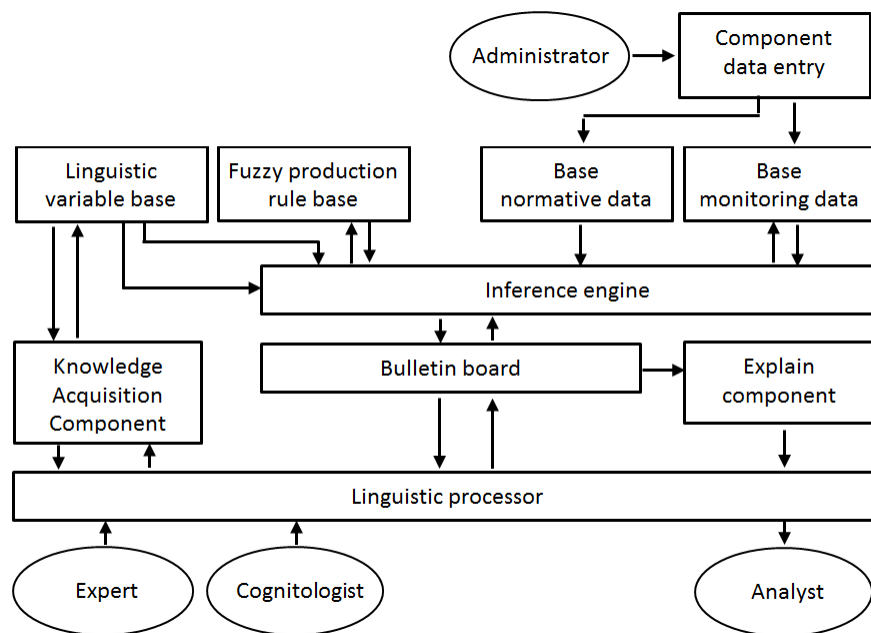 Administrator
Component
data entry
Linguistic
variable base
Fuzzy production
rule base
Base
normative data
Base
monitoring data
Inference engine
Knowledge
Acquisition
Component
Bulletin board
Explain
component
Linguistic processor
Expert
Cognitologist
Analyst